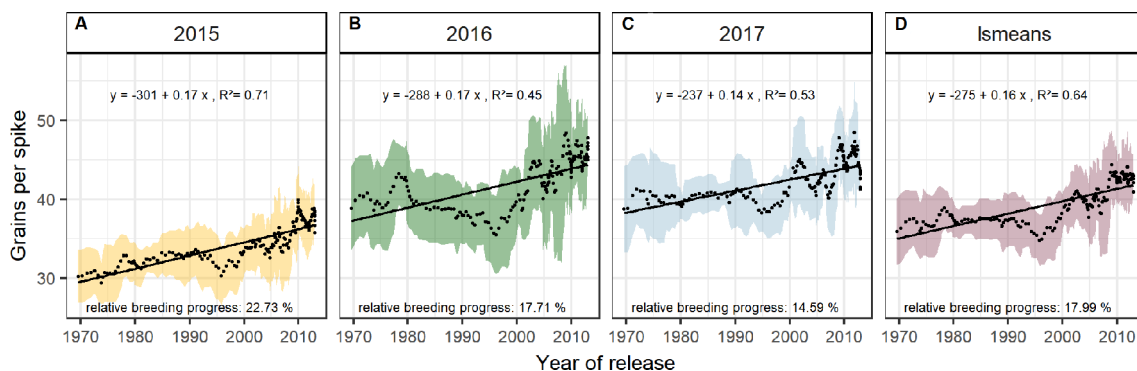 A
2015
B
2016
C
2017
D
lsmeans
Grains per spike
50
40
30
y = -301 + 0.17 x , R²= 0.71
y = -288 + 0.17 x , R²= 0.45
y = -237 + 0.14 x , R²= 0.53
y = -275 + 0.16 x , R²= 0.64
relative breeding progress: 22.73 %
relative breeding progress: 17.71 %
relative breeding progress: 14.59 %
relative breeding progress: 17.99 %
1970 1980 1990 2000 2010
1970 1980 1990 2000 2010
1970 1980 1990 2000 2010
1970 1980 1990 2000 2010
Year of release